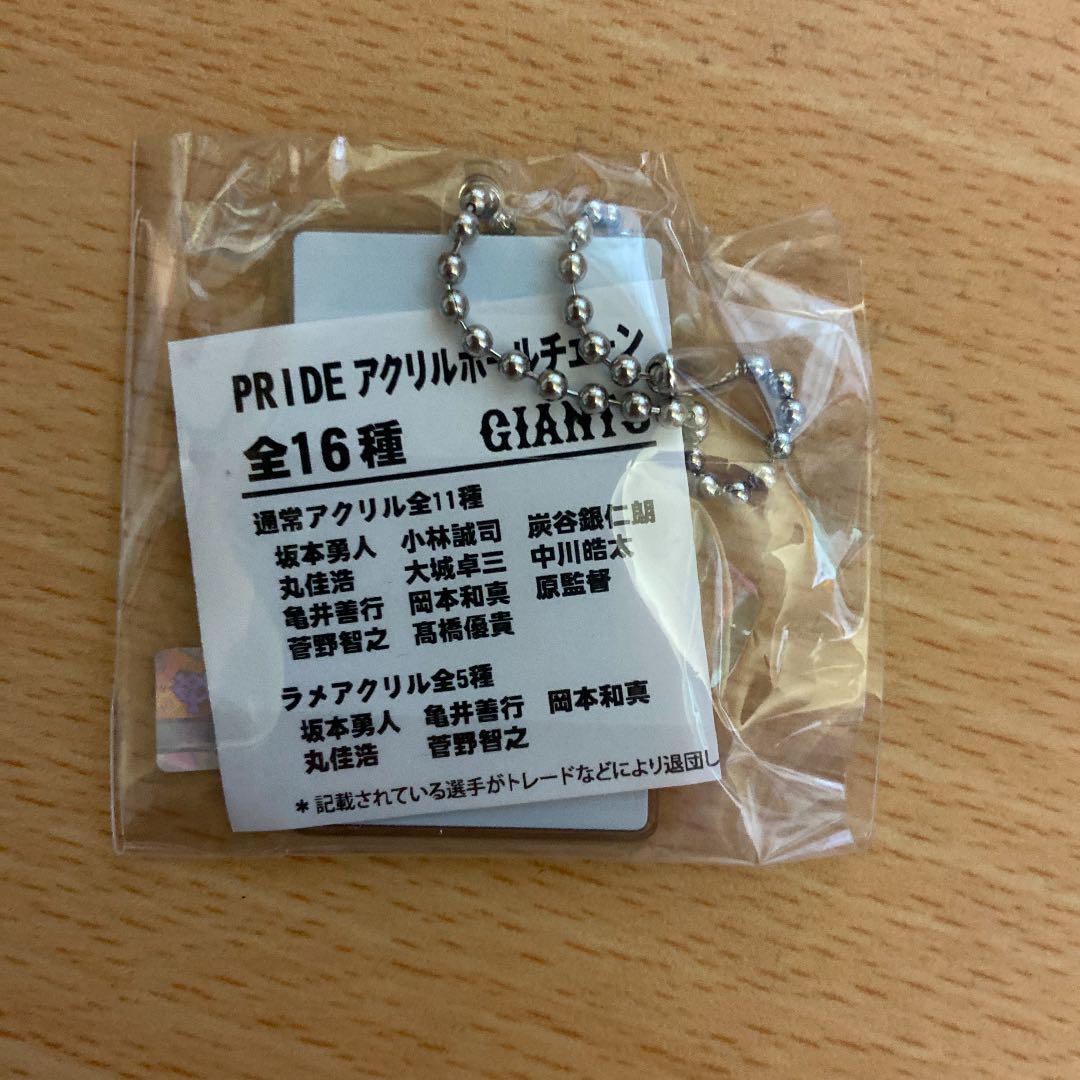 PRIDE アクリルボールチェーン
全16種 GIANTS
通常アクリル全11種
坂本勇人 小林誠司 炭谷銀仁朗
丸佳浩 大城卓三 中川皓太
亀井善行 岡本和真 原監督
菅野智之 髙橋優貴
ラメアクリル全5種
坂本勇人 亀井善行 岡本和真
丸佳浩 菅野智之
＊記載されている選手がトレードなどにより退団し